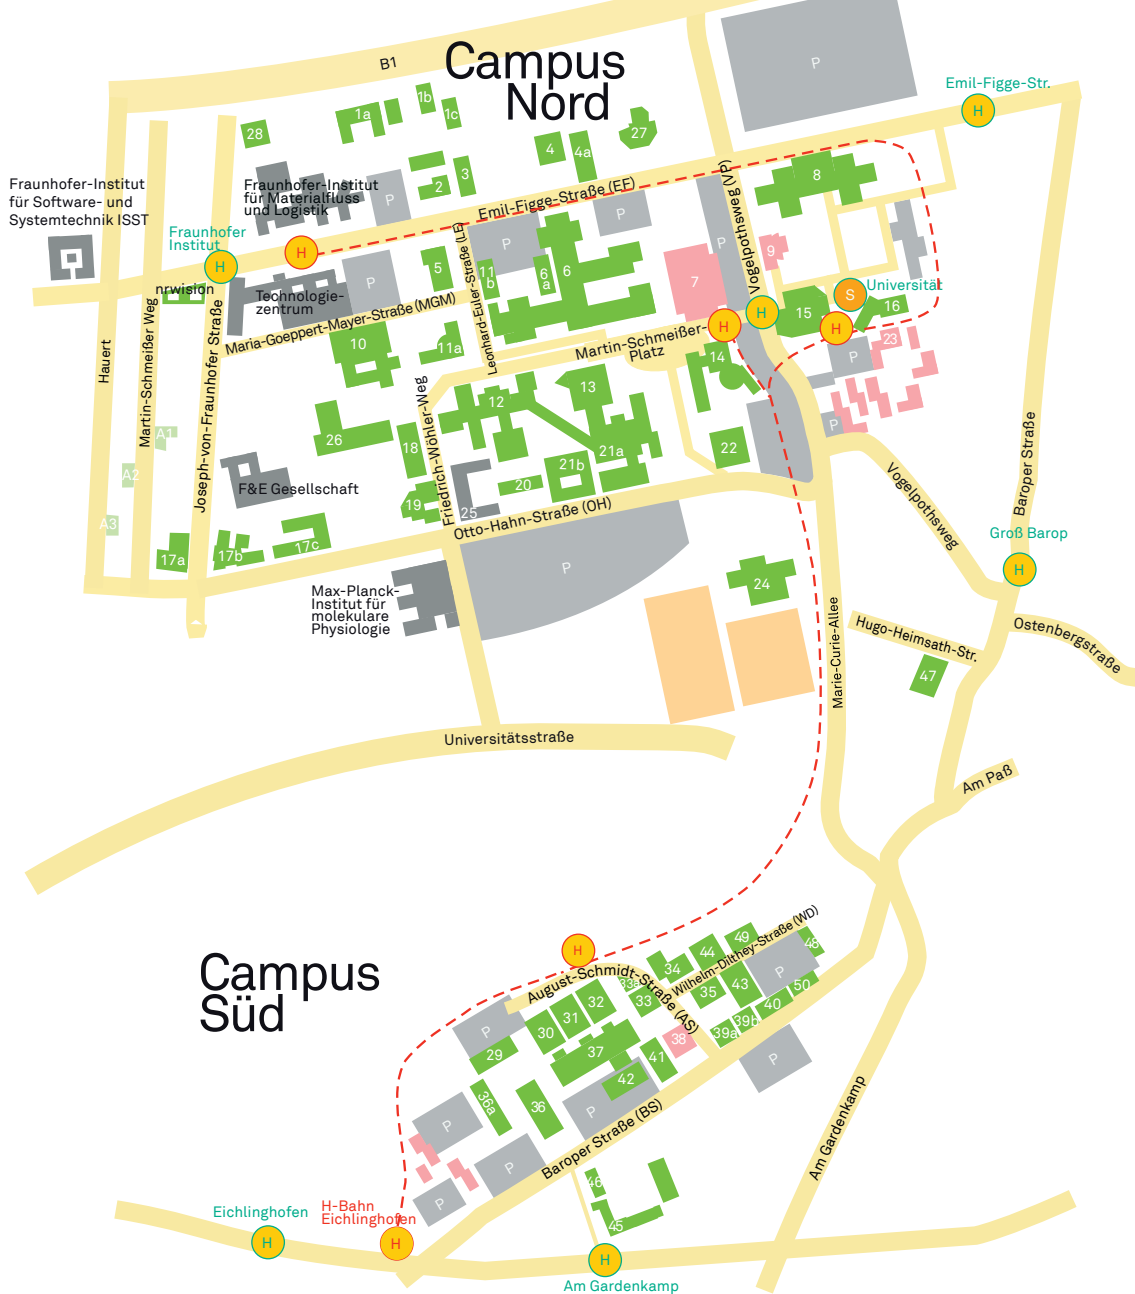 B1
Campus
Nord
Emil-Figge-Str.
H
P
1a
1b
1c
28
4
4a
27
3
2
Fraunhofer-Institut
für Software- und
Systemtechnik ISST
Fraunhofer-Institut
für Materialfluss
und Logistik
P
Emil-Figge-Straße (EF)
P
P
8
Vogelpothsweg (VP)
P
9
Fraunhofer
Institut
H
H
P
5
11
b
6
a
6
7
Universität
S
nrwision
Technologie-
zentrum
Leonhard-Euler-Straße (LE)
Maria-Goeppert-Mayer-Straße (MGM)
H
H
15
16
H
23
10
11a
Martin-Schmeißer-
Platz
14
P
Hauert
Martin-Schmeißer Weg
Joseph-von-Fraunhofer Straße
Friedrich-Wöhler-Weg
12
13
P
A1
26
18
22
21a
21b
20
A2
F&E Gesellschaft
19
25
A3
Otto-Hahn-Straße (OH)
17a
17b
17c
P
Vogelpothsweg
Baroper Straße
Groß Barop
H
Max-Planck-
Institut für
molekulare
Physiologie
24
Marie-Curie-Allee
Hugo-Heimsath-Str.
Ostenbergstraße
47
Universitätsstraße
Am Paß
Campus
Süd
H
August-Schmidt-Straße (AS)
Wilhelm-Dilthey-Straße (WD)
49
48
44
34
P
33a
35
43
50
33
32
31
30
40
39b
39a
P
29
37
38
41
P
42
36a
36
P
P
Baroper Straße (BS)
P
P
Am Gardenkamp
46
45
Eichlinghofen
H
H-Bahn
Eichlinghofen
H
H
Am Gardenkamp